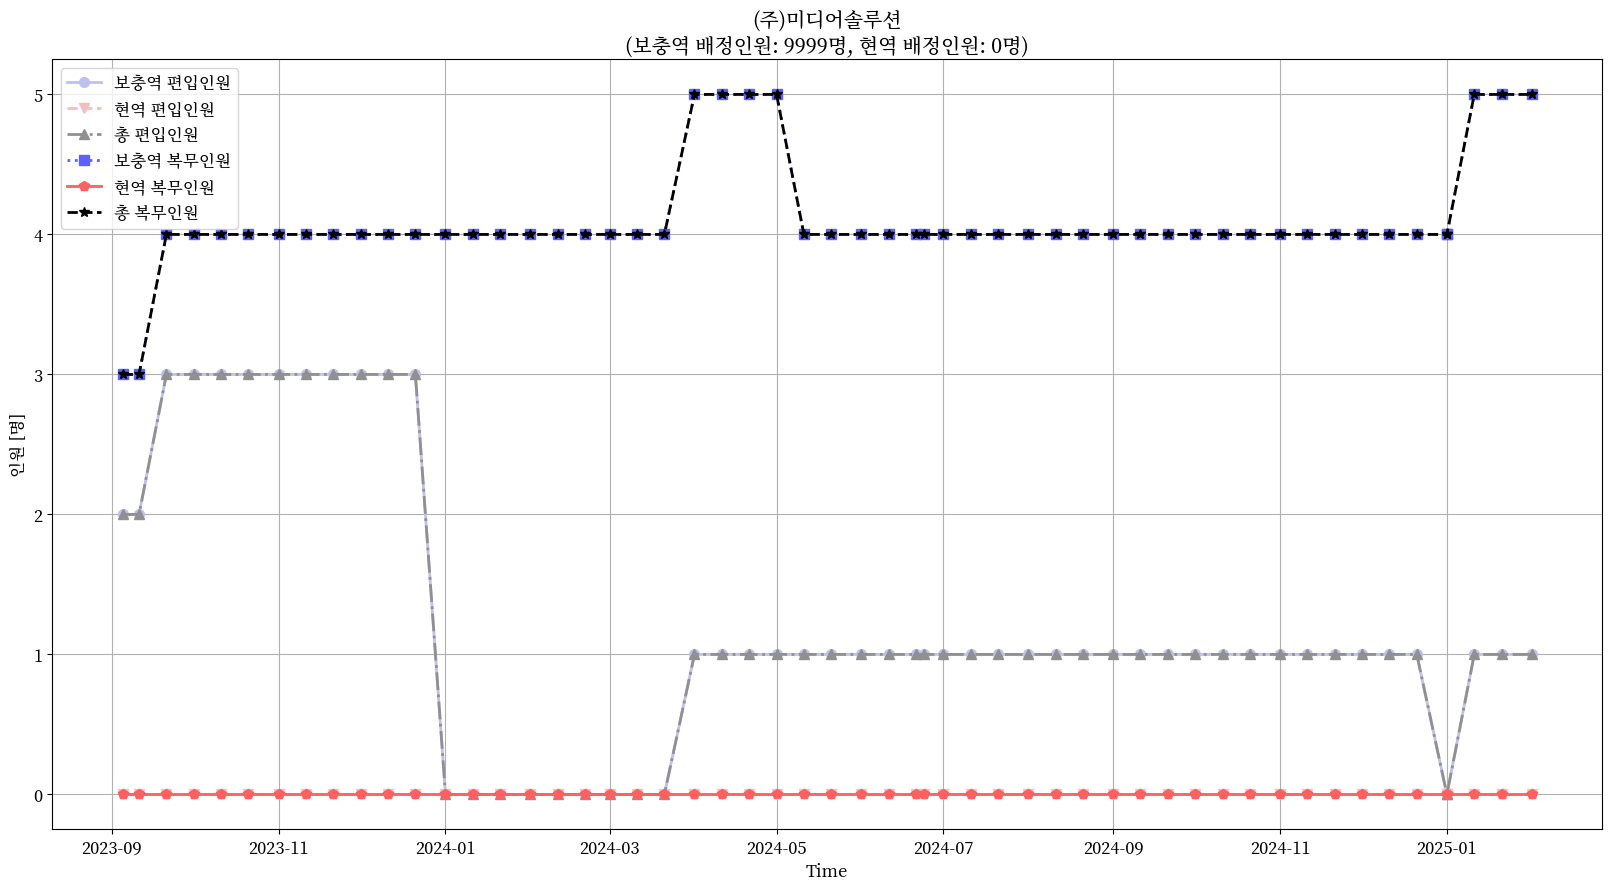 (주)미디어솔루션
(보충역 배정인원: 9999명, 현역 배정인원: 0명)
보충역 편입인원
현역 편입인원
총 편입인원
보충역 복무인원
현역 복무인원
총 복무인원
인원 [명]
5
4
3
2
1
0
2023-09
2023-11
2024-01
2024-03
2024-05
2024-07
2024-09
2024-11
2025-01
Time